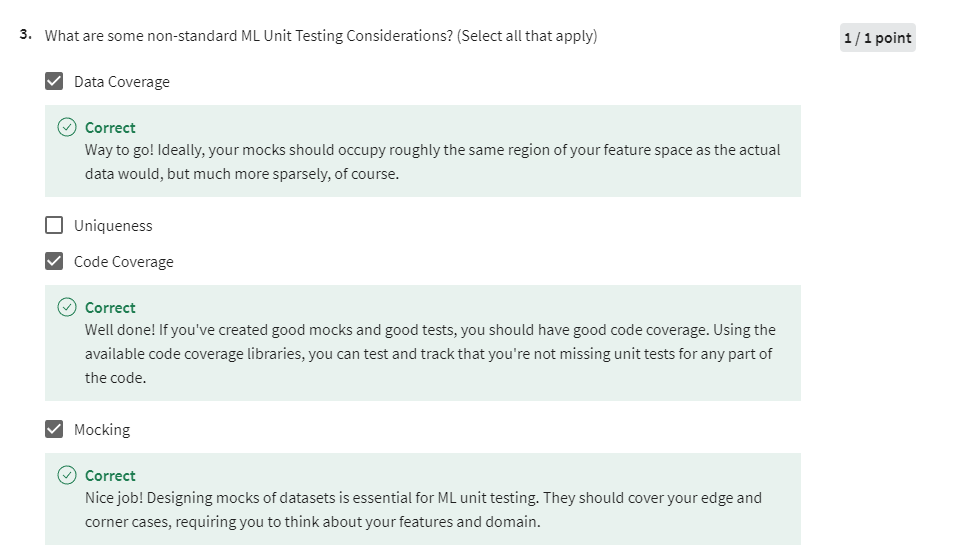 3. What are some non-standard ML Unit Testing Considerations? (Select all that apply)
1 / 1 point
Data Coverage
Correct
Way to go! Ideally, your mocks should occupy roughly the same region of your feature space as the actual
data would, but much more sparsely, of course.
Uniqueness
Code Coverage
Correct
Well done! If you've created good mocks and good tests, you should have good code coverage. Using the
available code coverage libraries, you can test and track that you're not missing unit tests for any part of
the code.
Mocking
Correct
Nice job! Designing mocks of datasets is essential for ML unit testing. They should cover your edge and
corner cases, requiring you to think about your features and domain.